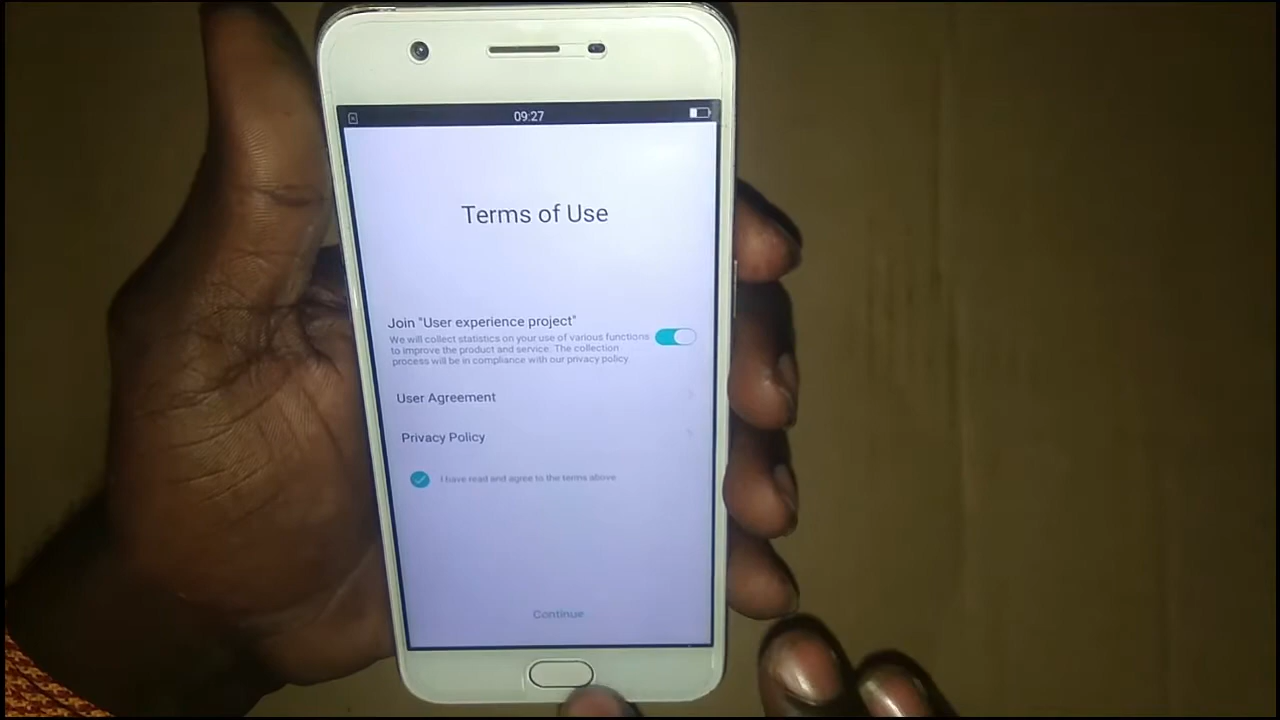 09:27
Terms of Use
Join "User experience project"
We will collect statistics on your use of various functions
to improve the product and service. The collection
process will be in compliance with our privacy policy.
User Agreement
Privacy Policy
I have read and agree to the terms above
Continue